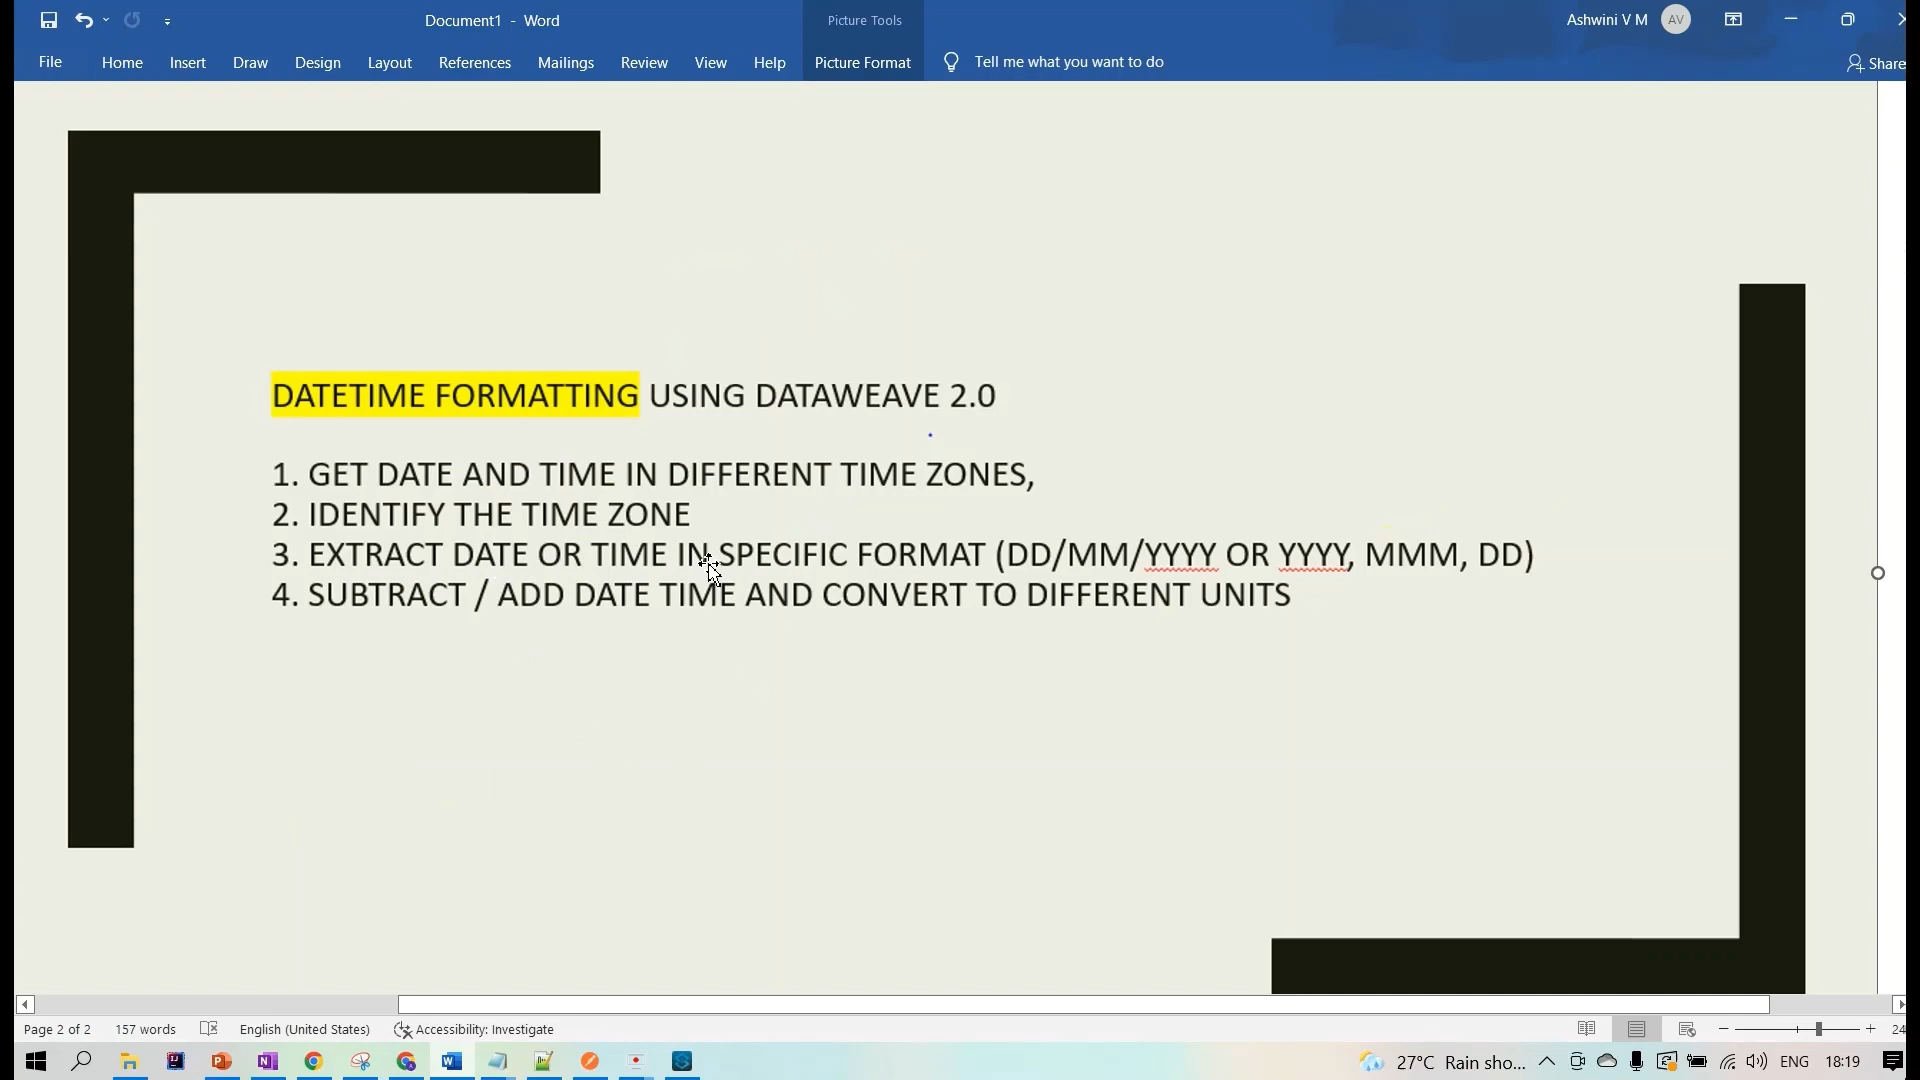 Document1 - Word
Picture Tools
Ashwini V M
AV
File
Home
Insert
Draw
Design
Layout
References
Mailings
Review
View
Help
Picture Format
Tell me what you want to do
Share
DATETIME FORMATTING USING DATAWEAVE 2.0
1. GET DATE AND TIME IN DIFFERENT TIME ZONES,
2. IDENTIFY THE TIME ZONE
3. EXTRACT DATE OR TIME IN SPECIFIC FORMAT (DD/MM/YYYY OR YYYY, MMM, DD)
4. SUBTRACT / ADD DATE TIME AND CONVERT TO DIFFERENT UNITS
Page 2 of 2
157 words
English (United States)
Accessibility: Investigate
24
27°C Rain sho...
ENG
18:19